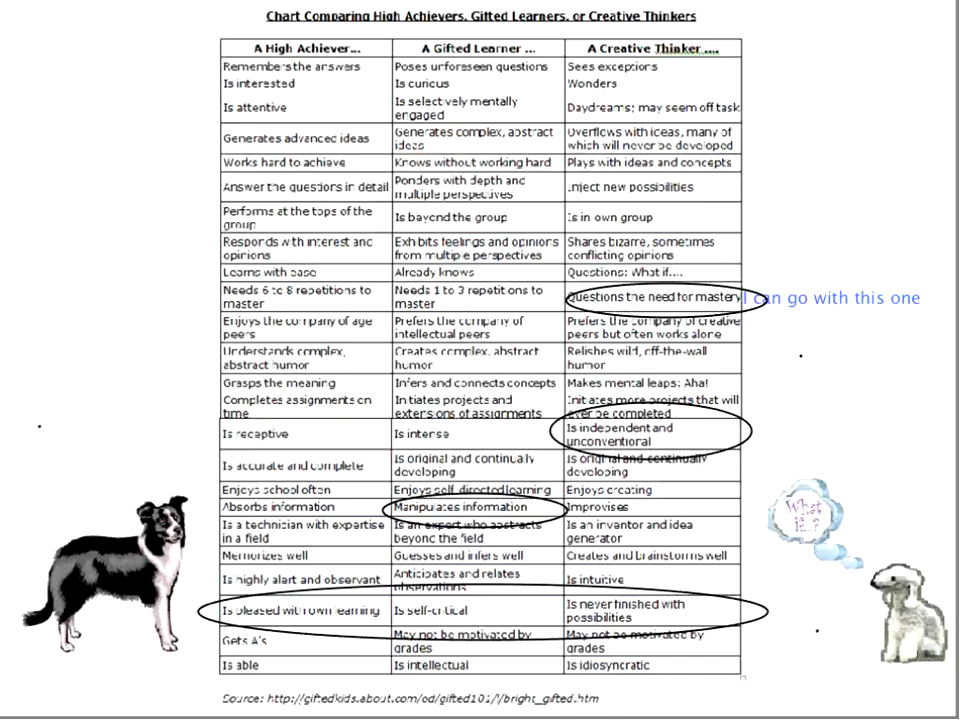 Chart Comparing High Achievers, Gifted Learners, or Creative Thinkers
A High Achiever... A Gifted Learner ... A Creative Thinker ....
Remembers the answers Poses unforeseen questions Sees exceptions
Is interested Is curious Wonders
Is attentive Is selectively mentally engaged Daydreams; may seem off task
Generates advanced ideas Generates complex, abstract ideas Overflows with ideas, many of which will never be developed
Works hard to achieve Knows without working hard Plays with ideas and concepts
Answer the questions in detail Ponders with depth and multiple perspectives Inject new possibilities
Performs at the tops of the group Is beyond the group Is in own group
Responds with interest and opinions Exhibits feelings and opinions from multiple perspectives Shares bizarre, sometimes conflicting opinions
Learns with ease Already knows Questions: What if....
Needs 6 to 8 repetitions to master Needs 1 to 3 repetitions to master Questions the need for mastery I can go with this one
Enjoys the company of age peers Prefers the company of intellectual peers Prefers the company of creative peers but often works alone
Understands complex, abstract humor Creates complex, abstract humor Relishes wild, off-the-wall humor
Grasps the meaning Infers and connects concepts Makes mental leaps: Aha!
Completes assignments on time Initiates projects and extensions of assignments Initiates more projects that will ever be completed
Is receptive Is intense Is independent and unconventional
Is accurate and complete Is original and continually developing Is original and continually developing
Enjoys school often Enjoys self-directed learning Enjoys creating
Absorbs information Manipulates information Improvises
Is a technician with expertise in a field Is an expert who abstracts beyond the field Is an inventor and idea generator
Memorizes well Guesses and infers well Creates and brainstorms well
Is highly alert and observant Anticipates and relates observations Is intuitive
Is pleased with own learning Is self-critical Is never finished with possibilities
Gets A's May not be motivated by grades May not be motivated by grades
Is able Is intellectual Is idiosyncratic
What
if...?
Source: http://giftedkids.about.com/od/gifted101/l/bright_gifted.htm